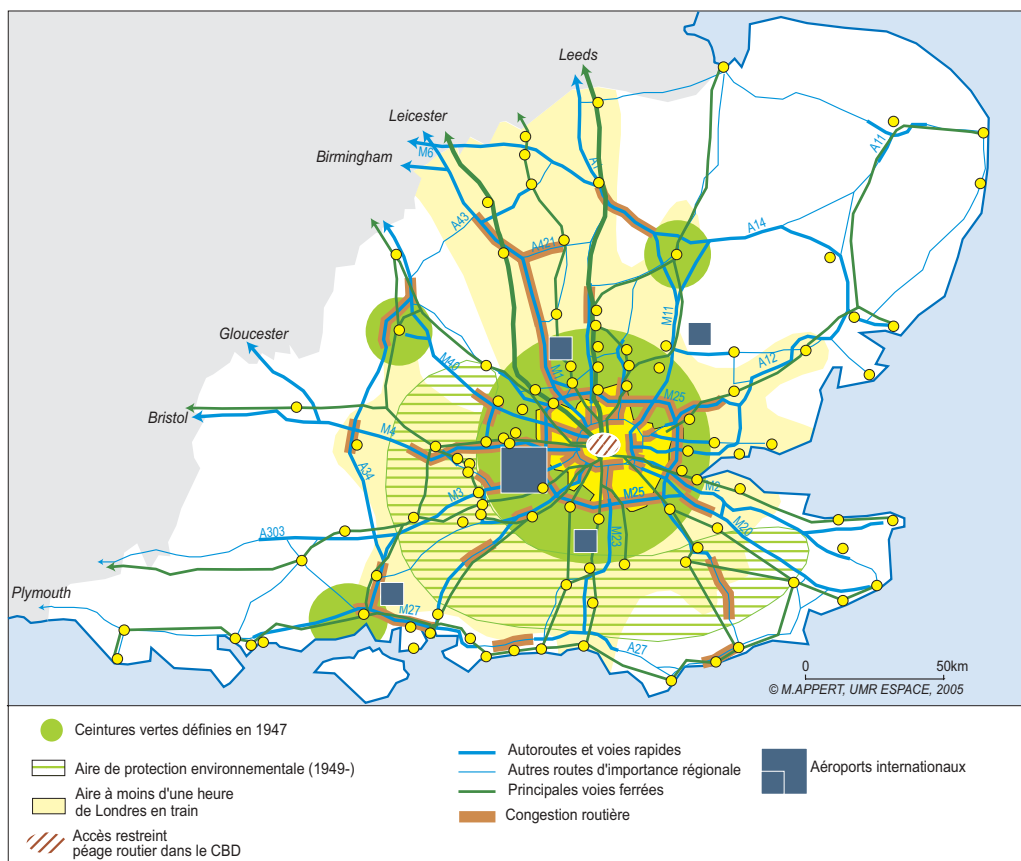 Leeds
Leicester
M6
Birmingham
A1
A11
A43
A421
A14
Gloucester
M11
M40
M1
A12
M25
Bristol
M4
A34
M3
M25
M2
M23
M20
A303
Plymouth
M27
A27
0 50km
© M.APPERT, UMR ESPACE, 2005
Ceintures vertes définies en 1947
Aire de protection environnementale (1949-)
Aire à moins d'une heure
de Londres en train
Accès restreint
péage routier dans le CBD
Autoroutes et voies rapides
Autres routes d'importance régionale
Principales voies ferrées
Congestion routière
Aéroports internationaux